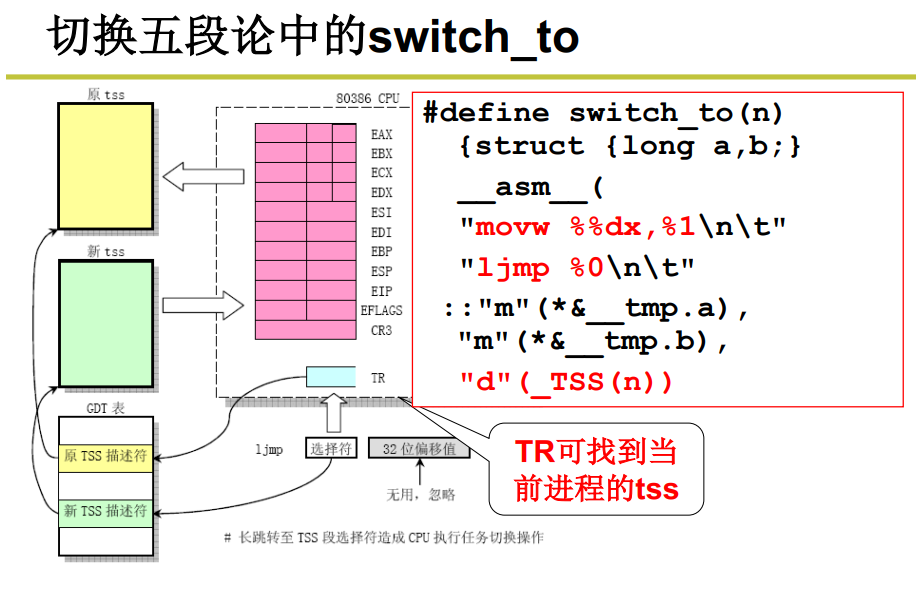 切换五段论中的switch_to
原 tss
新 tss
GDT 表
原 TSS 描述符
新 TSS 描述符
80386 CPU
EAX
EBX
ECX
EDX
ESI
EDI
EBP
ESP
EIP
EFLAGS
CR3
TR
ljmp
选择符
32 位偏移值
无用，忽略
# 长跳转至 TSS 段选择符造成 CPU 执行任务切换操作
#define switch_to(n)
{struct {long a,b;}
__asm__(
"movw %%dx,%1\n\t"
"ljmp %0\n\t"
::"m"(*&__tmp.a),
"m"(*&__tmp.b),
"d"(_TSS(n))
TR可找到当
前进程的tss